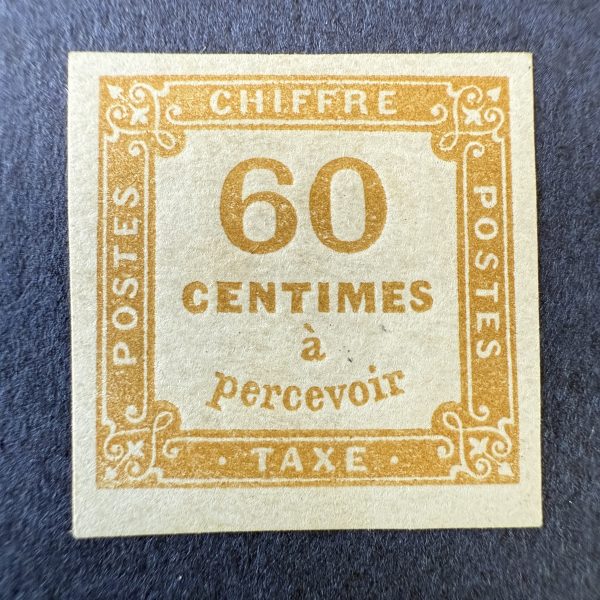 CHIFFRE
POSTES
60
CENTIMES
à
percevoir
POSTES
· TAXE ·